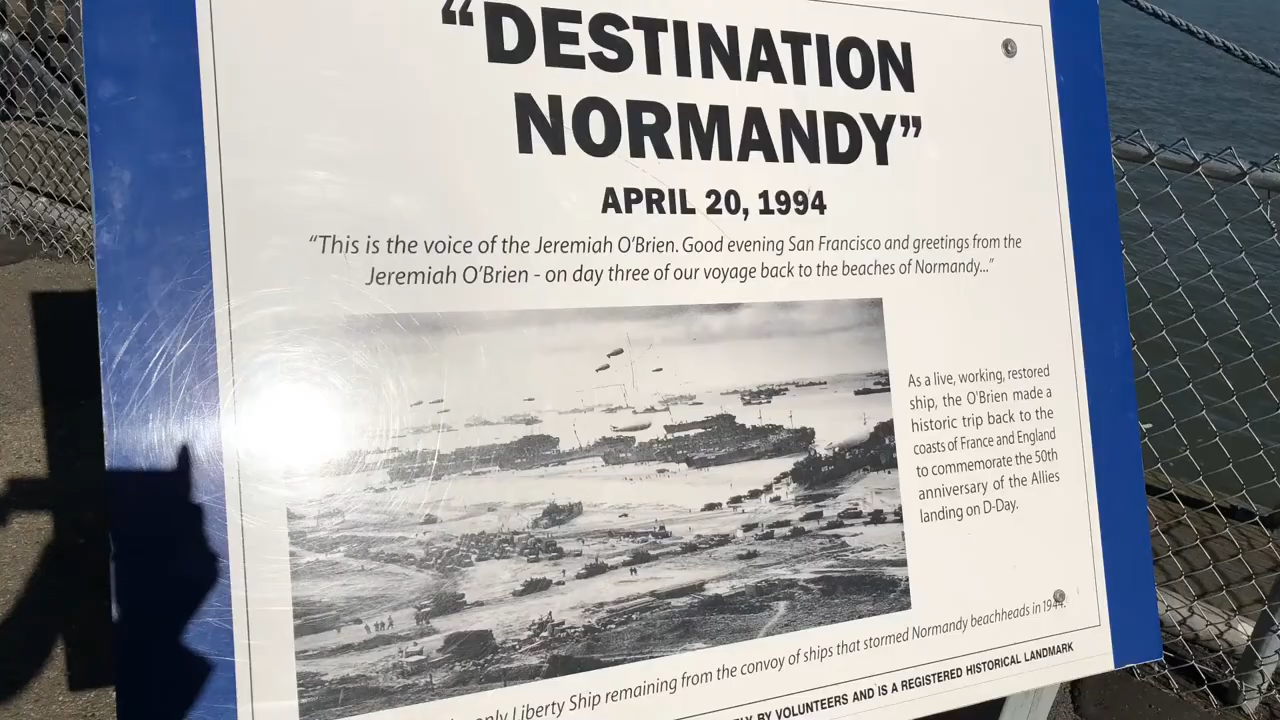 “DESTINATION
NORMANDY”
APRIL 20, 1994
“This is the voice of the Jeremiah O’Brien. Good evening San Francisco and greetings from the
Jeremiah O’Brien - on day three of our voyage back to the beaches of Normandy...”
As a live, working, restored
ship, the O’Brien made a
historic trip back to the
coasts of France and England
to commemorate the 50th
anniversary of the Allies
landing on D-Day.
only Liberty Ship remaining from the convoy of ships that stormed Normandy beachheads in 1944.
BY VOLUNTEERS AND IS A REGISTERED HISTORICAL LANDMARK